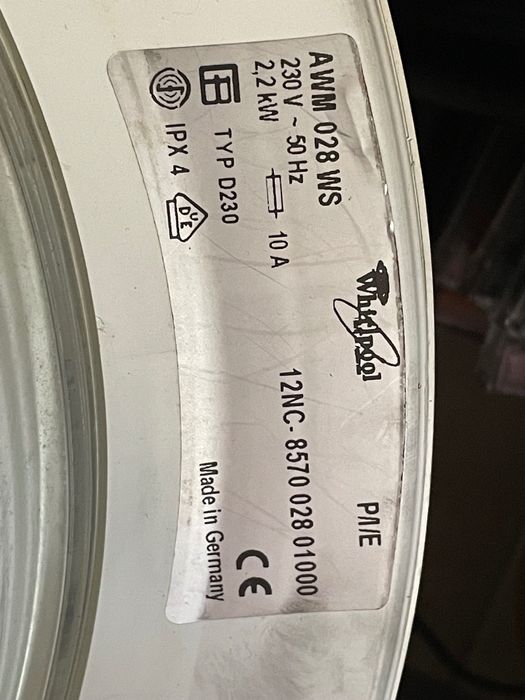 AWM 028 WS
230 V ~ 50 Hz
2,2 kW
10 A
TYP D230
IPX 4
DVE
Whirlpool
P/I/E
12NC- 8570 028 01000
CE
Made in Germany